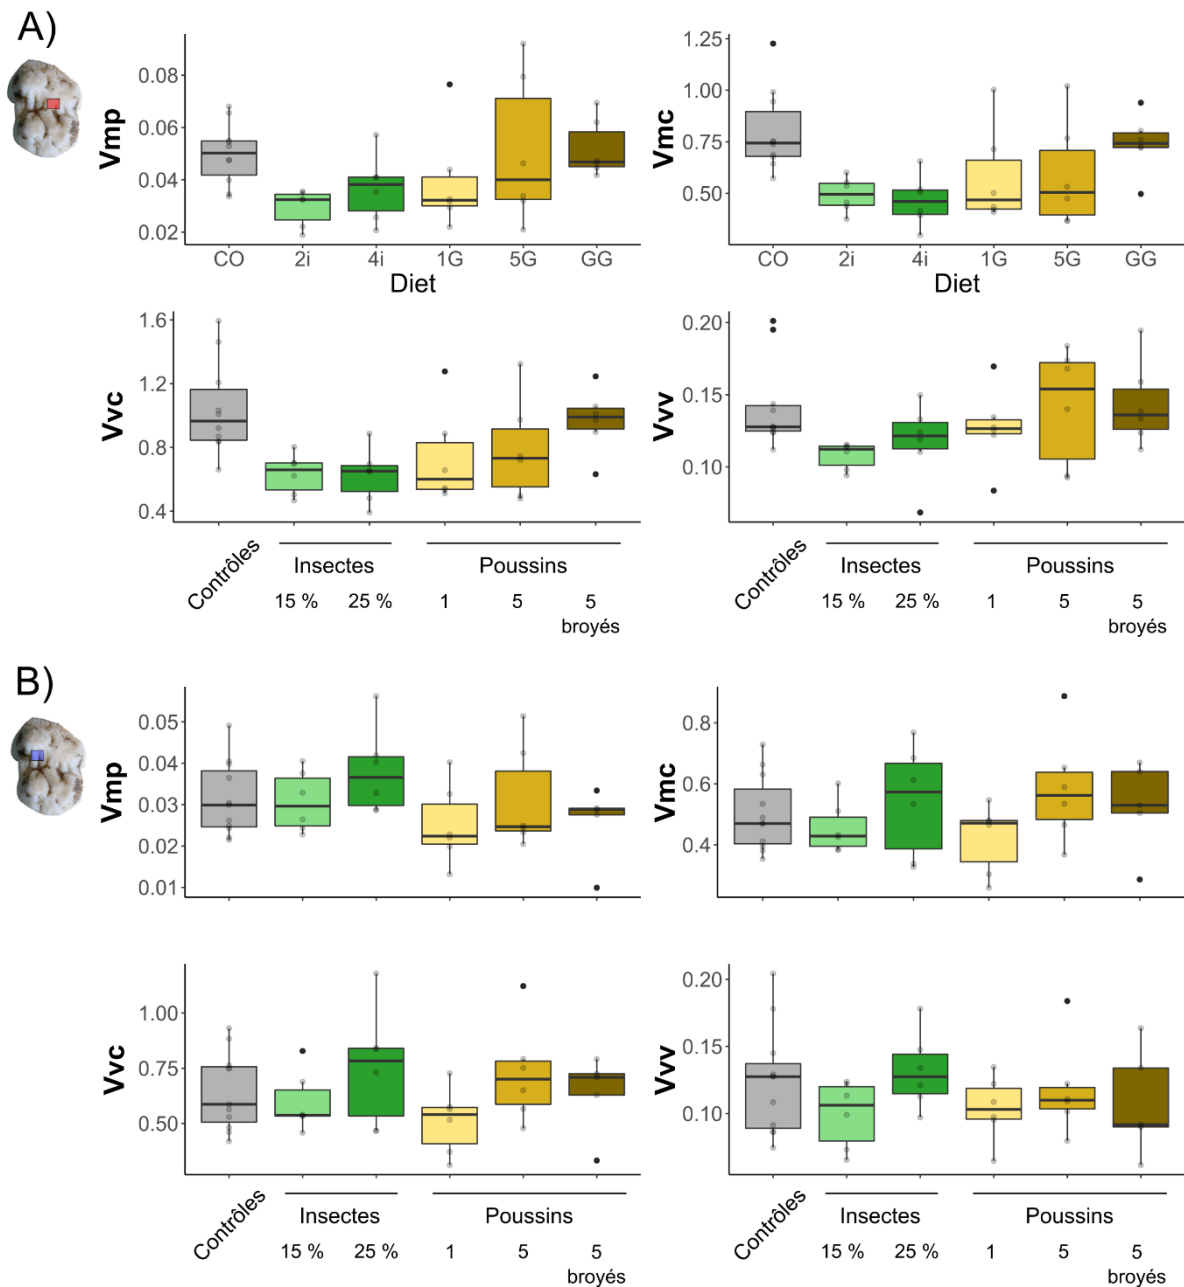 A)
Vmp
0.08
0.06
0.04
0.02
CO 2i 4i 1G 5G GG
Diet
Vmc
1.25
1.00
0.75
0.50
CO 2i 4i 1G 5G GG
Diet
Vvc
1.6
1.2
0.8
0.4
Vvv
0.20
0.15
0.10
Contrôles
Insectes
Poussins
15 % 25 % 1 5 5
broyés
Contrôles
Insectes
Poussins
15 % 25 % 1 5 5
broyés
B)
Vmp
0.05
0.04
0.03
0.02
0.01
Vmc
0.8
0.6
0.4
Vvc
1.00
0.75
0.50
Vvv
0.20
0.15
0.10
Contrôles
Insectes
Poussins
15 % 25 % 1 5 5
broyés
Contrôles
Insectes
Poussins
15 % 25 % 1 5 5
broyés